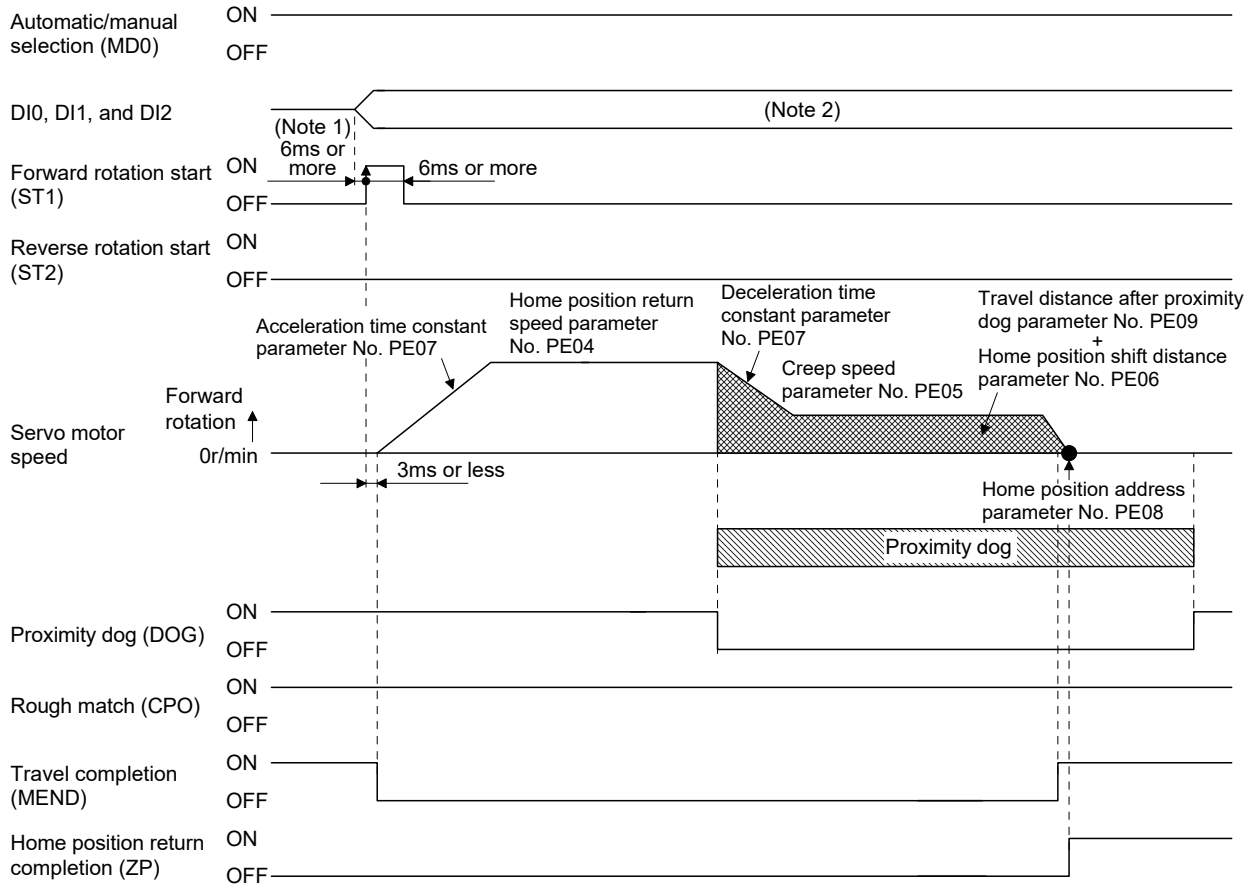 Automatic/manual
selection (MD0)
ON
OFF
DI0, DI1, and DI2
(Note 1)
6ms or
more
(Note 2)
Forward rotation start
(ST1)
ON
OFF
6ms or more
Reverse rotation start
(ST2)
ON
OFF
Acceleration time constant
parameter No. PE07
Home position return
speed parameter
No. PE04
Deceleration time
constant parameter
No. PE07
Creep speed
parameter No. PE05
Travel distance after proximity
dog parameter No. PE09
+
Home position shift distance
parameter No. PE06
Servo motor
speed
Forward
rotation
0r/min
3ms or less
Home position address
parameter No. PE08
Proximity dog
Proximity dog (DOG)
ON
OFF
Rough match (CPO)
ON
OFF
Travel completion
(MEND)
ON
OFF
Home position return
completion (ZP)
ON
OFF